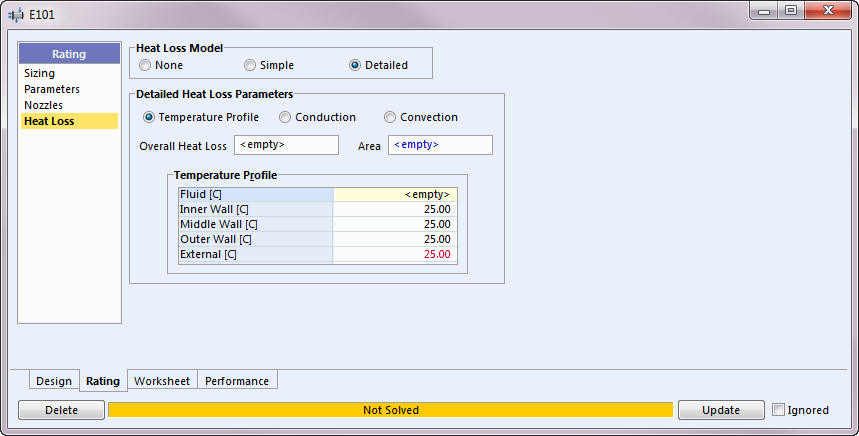 E101
Rating
Sizing
Parameters
Nozzles
Heat Loss
Heat Loss Model
None Simple Detailed
Detailed Heat Loss Parameters
Temperature Profile Conduction Convection
Overall Heat Loss <empty> Area <empty>
Temperature Profile
Fluid [C] <empty>
Inner Wall [C] 25.00
Middle Wall [C] 25.00
Outer Wall [C] 25.00
External [C] 25.00
Design Rating Worksheet Performance
Delete Not Solved Update Ignored